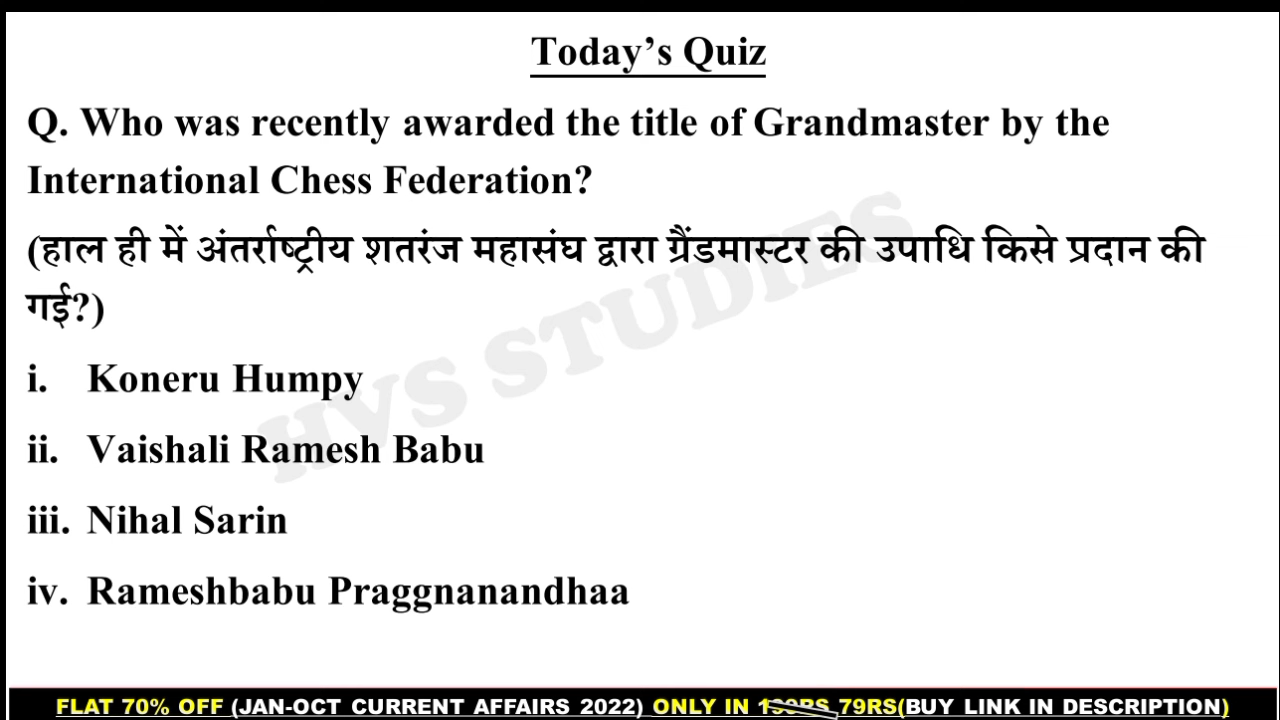 Today’s Quiz
Q. Who was recently awarded the title of Grandmaster by the
International Chess Federation?
(हाल ही में अंतर्राष्ट्रीय शतरंज महासंघ द्वारा ग्रैंडमास्टर की उपाधि किसे प्रदान की
गई?)
i. Koneru Humpy
ii. Vaishali Ramesh Babu
iii. Nihal Sarin
iv. Rameshbabu Praggnanandhaa
HVS STUDIES
FLAT 70% OFF (JAN-OCT CURRENT AFFAIRS 2022) ONLY IN 79RS(BUY LINK IN DESCRIPTION)